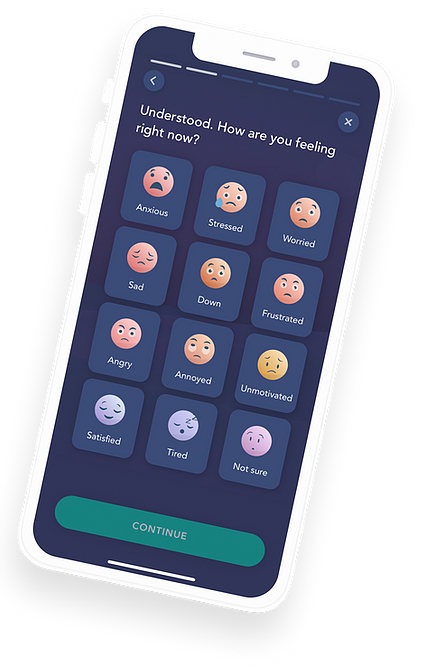 Understood. How are you feeling
right now?
Anxious
Stressed
Worried
Sad
Down
Frustrated
Angry
Annoyed
Unmotivated
Satisfied
Tired
Not sure
CONTINUE